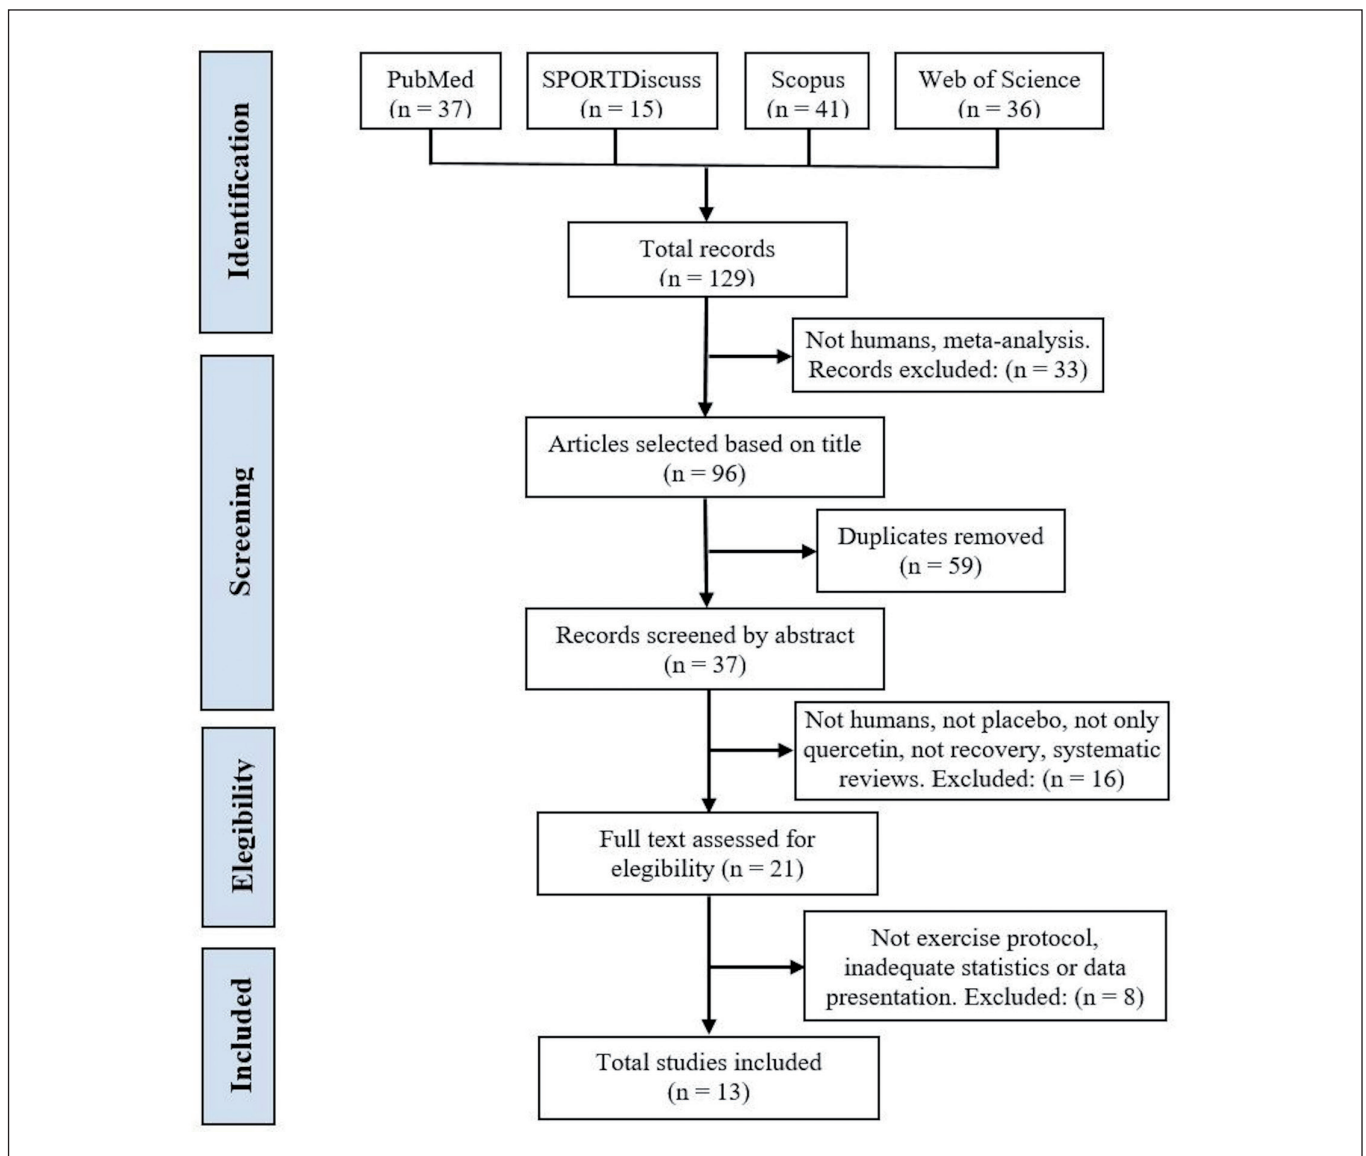 Identification
PubMed
(n = 37)
SPORTDiscuss
(n = 15)
Scopus
(n = 41)
Web of Science
(n = 36)
Total records
(n = 129)
Not humans, meta-analysis.
Records excluded: (n = 33)
Screening
Articles selected based on title
(n = 96)
Duplicates removed
(n = 59)
Records screened by abstract
(n = 37)
Elegibility
Not humans, not placebo, not only
quercetin, not recovery, systematic
reviews. Excluded: (n = 16)
Full text assessed for
elegibility (n = 21)
Included
Not exercise protocol,
inadequate statistics or data
presentation. Excluded: (n = 8)
Total studies included
(n = 13)